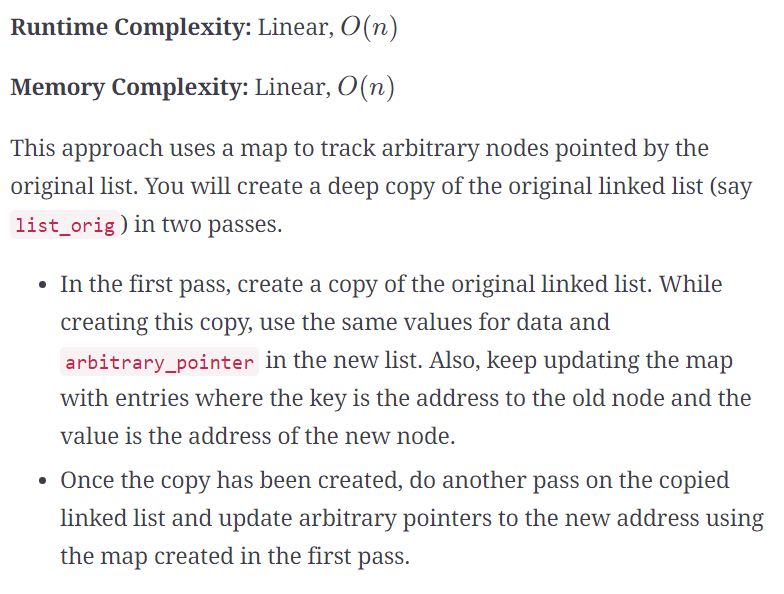 Runtime Complexity: Linear, O(n)
Memory Complexity: Linear, O(n)
This approach uses a map to track arbitrary nodes pointed by the
original list. You will create a deep copy of the original linked list (say
list_orig) in two passes.
• In the first pass, create a copy of the original linked list. While
creating this copy, use the same values for data and
arbitrary_pointer in the new list. Also, keep updating the map
with entries where the key is the address to the old node and the
value is the address of the new node.
• Once the copy has been created, do another pass on the copied
linked list and update arbitrary pointers to the new address using
the map created in the first pass.